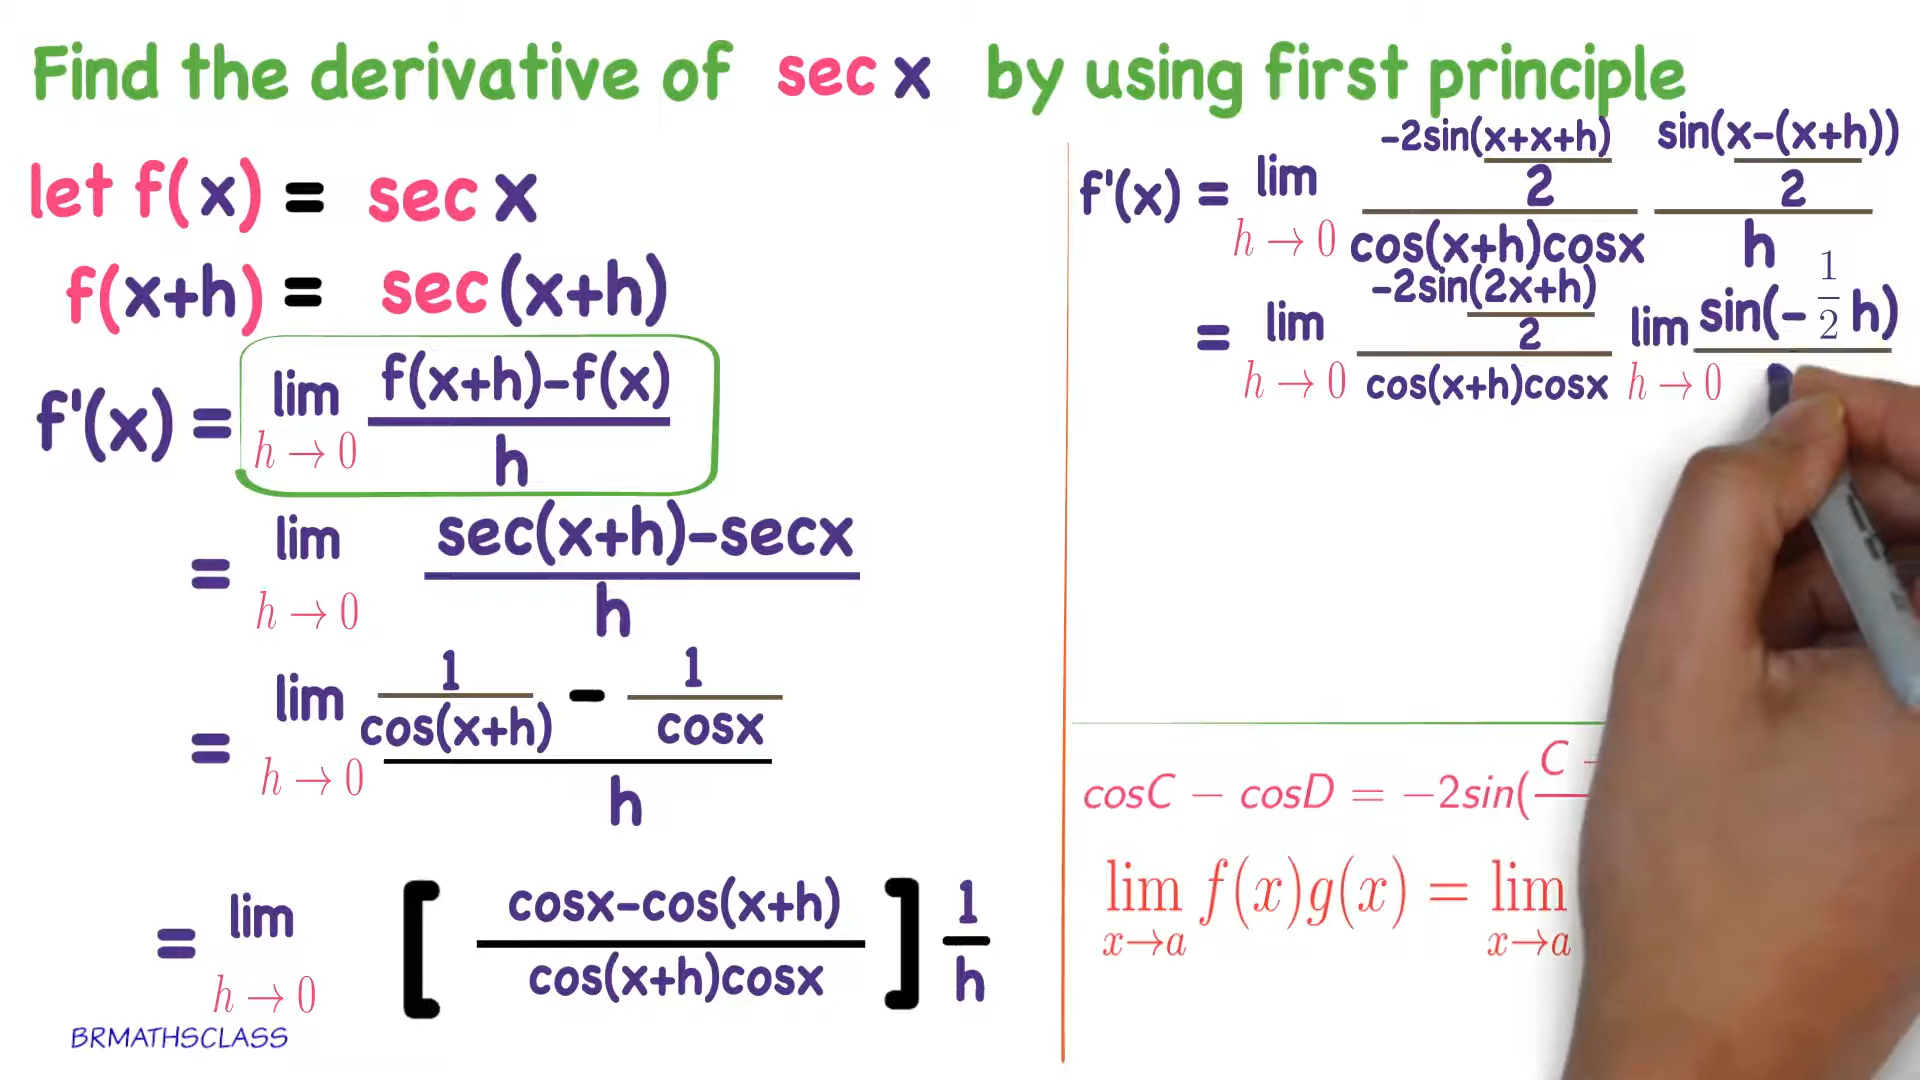 Find the derivative of sec x by using first principle
let f(x) = sec x
f(x+h) = sec (x+h)
f'(x) = lim h → 0 f(x+h)-f(x) / h
= lim h → 0 sec(x+h)-secx / h
= lim h → 0 1 / cos(x+h) - 1 / cosx / h
= lim h → 0 [ cosx-cos(x+h) / cos(x+h)cosx ] 1 / h
BRMATHSCLASS
f'(x) = lim h → 0 -2sin(x+x+h) / 2 / cos(x+h)cosx sin(x-(x+h)) / 2 / h
= lim h → 0 -2sin(2x+h) / 2 / cos(x+h)cosx lim h → 0 sin(- 1/2 h)
cosC − cosD = −2sin( C
lim x→a f(x)g(x) = lim x→a